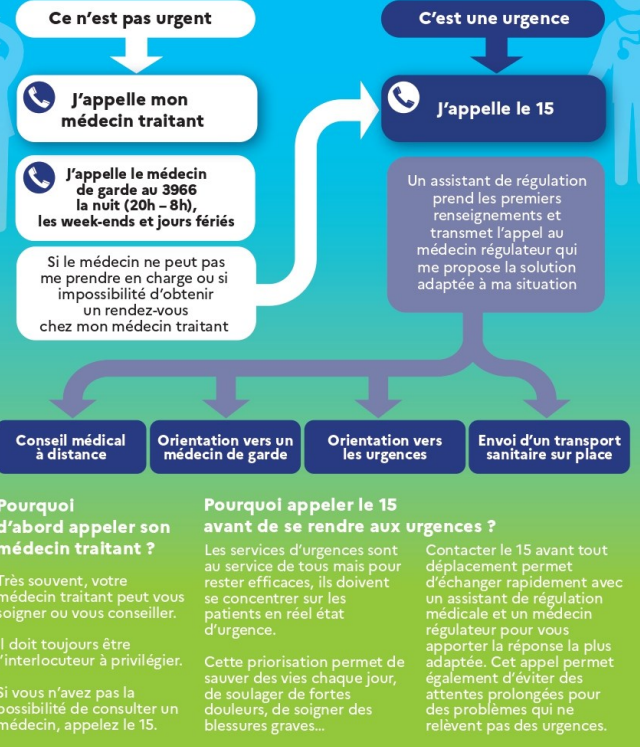 Ce n'est pas urgent
C'est une urgence
J'appelle mon
médecin traitant
J'appelle le 15
J'appelle le médecin
de garde au 3966
la nuit (20h – 8h),
les week-ends et jours fériés
Si le médecin ne peut pas
me prendre en charge ou si
impossibilité d'obtenir
un rendez-vous
chez mon médecin traitant
Un assistant de régulation
prend les premiers
renseignements et
transmet l'appel au
médecin régulateur qui
me propose la solution
adaptée à ma situation
Conseil médical
à distance
Orientation vers un
médecin de garde
Orientation vers
les urgences
Envoi d'un transport
sanitaire sur place
Pourquoi
d'abord appeler son
médecin traitant ?
Très souvent, votre
médecin traitant peut vous
soigner ou vous conseiller.
Il doit toujours être
l'interlocuteur à privilégier.
Si vous n'avez pas la
possibilité de consulter un
médecin, appelez le 15.
Pourquoi appeler le 15
avant de se rendre aux urgences ?
Les services d'urgences sont
au service de tous mais pour
rester efficaces, ils doivent
se concentrer sur les
patients en réel état
d'urgence.
Cette priorisation permet de
sauver des vies chaque jour,
de soulager de fortes
douleurs, de soigner des
blessures graves...
Contacter le 15 avant tout
déplacement permet
d'échanger rapidement avec
un assistant de régulation
médicale et un médecin
régulateur pour vous
apporter la réponse la plus
adaptée. Cet appel permet
également d'éviter des
attentes prolongées pour
des problèmes qui ne
relèvent pas des urgences.